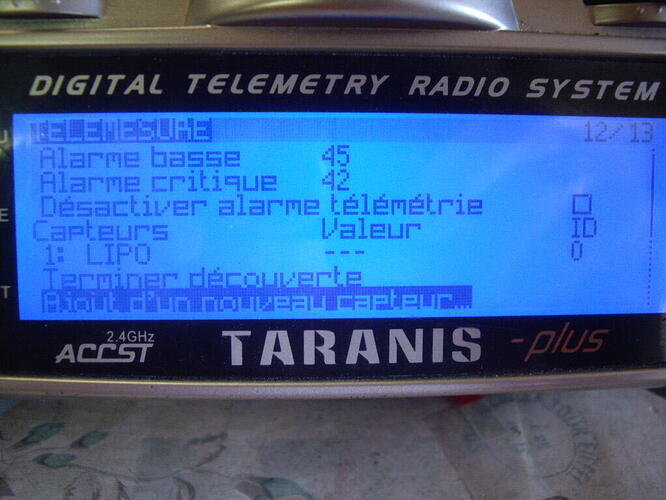 DIGITAL TELEMETRY RADIO SYSTEM
TELEMESURE 12/13
Alarme basse 45
Alarme critique 42
Désactiver alarme télémétrie
Capteurs Valeur ID
1: LIPO --- 0
Terminer découverte
Ajout d'un nouveau capteur...
2.4GHz
ACCST TARANIS -plus